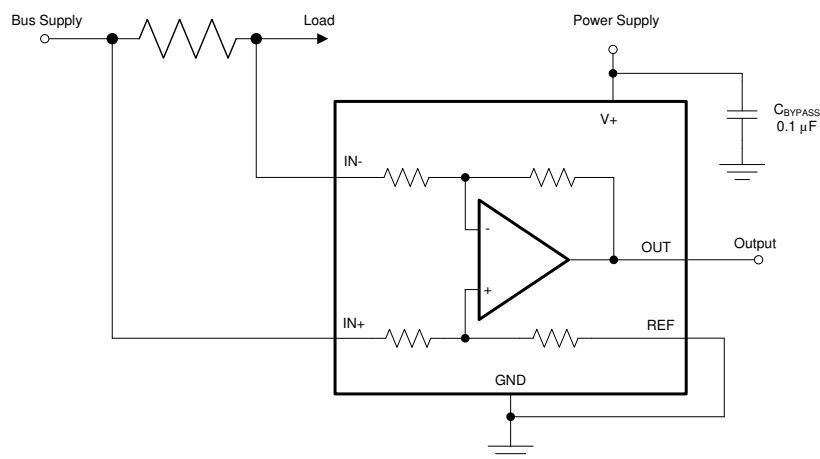 Bus Supply
Load
Power Supply
V+
C_BYPASS
0.1 µF
IN-
-
OUT
Output
+
IN+
REF
GND